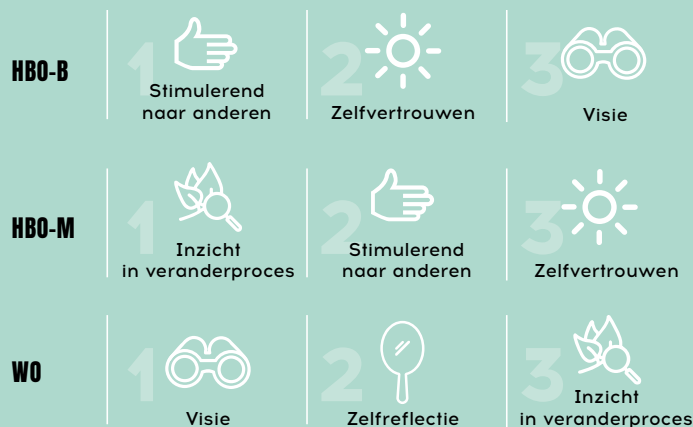 HBO-B
1
Stimulerend
naar anderen
2
Zelfvertrouwen
3
Visie
HBO-M
1
Inzicht
in veranderproces
2
Stimulerend
naar anderen
3
Zelfvertrouwen
WO
1
Visie
2
Zelfreflectie
3
Inzicht
in veranderproces